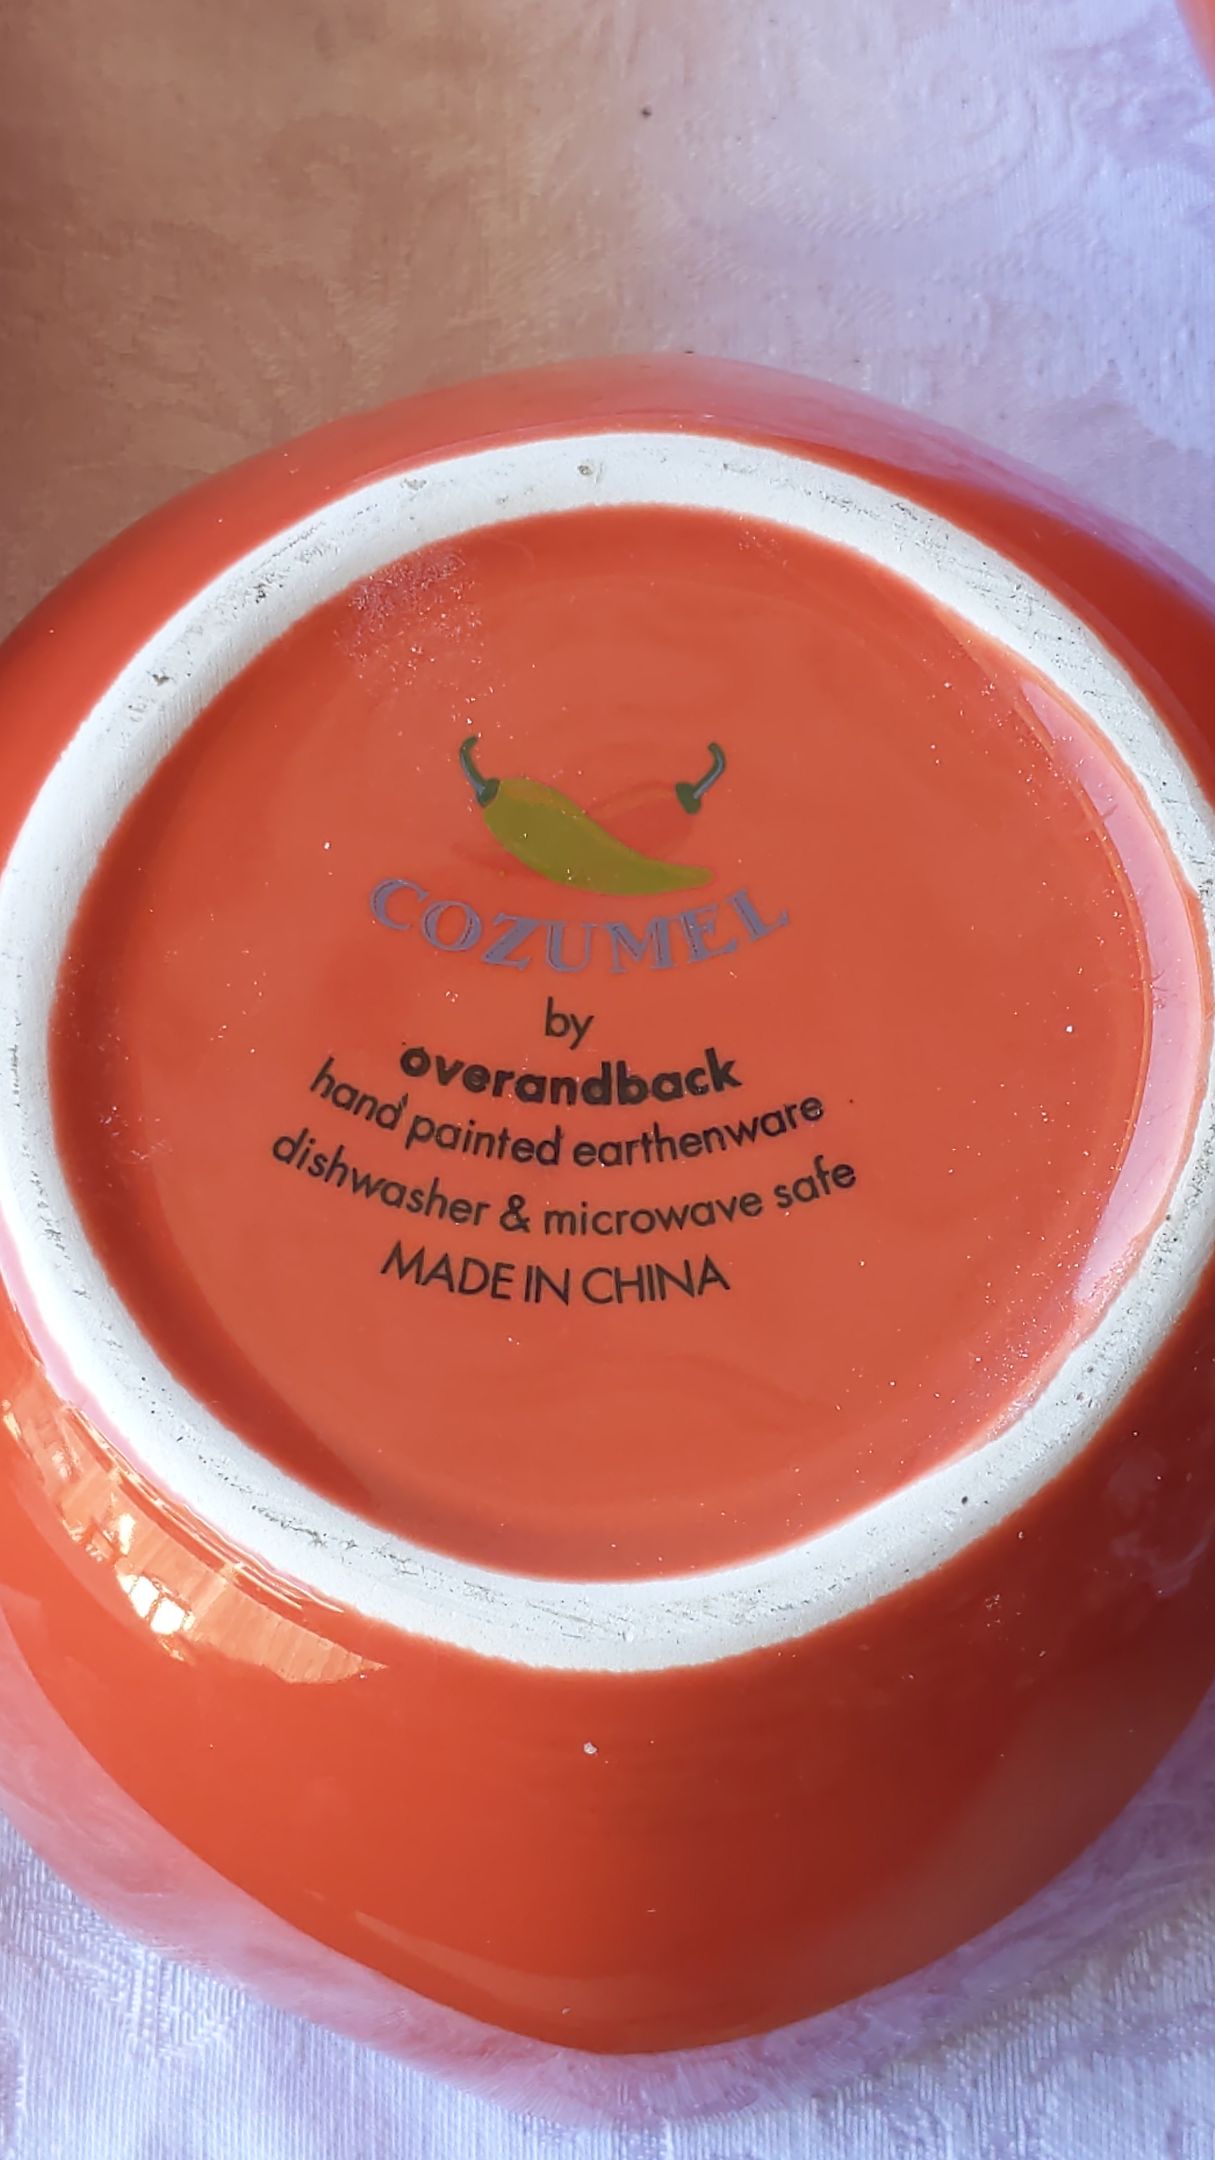 COZUMEL
by
overandback
hand painted earthenware
dishwasher & microwave safe
MADE IN CHINA